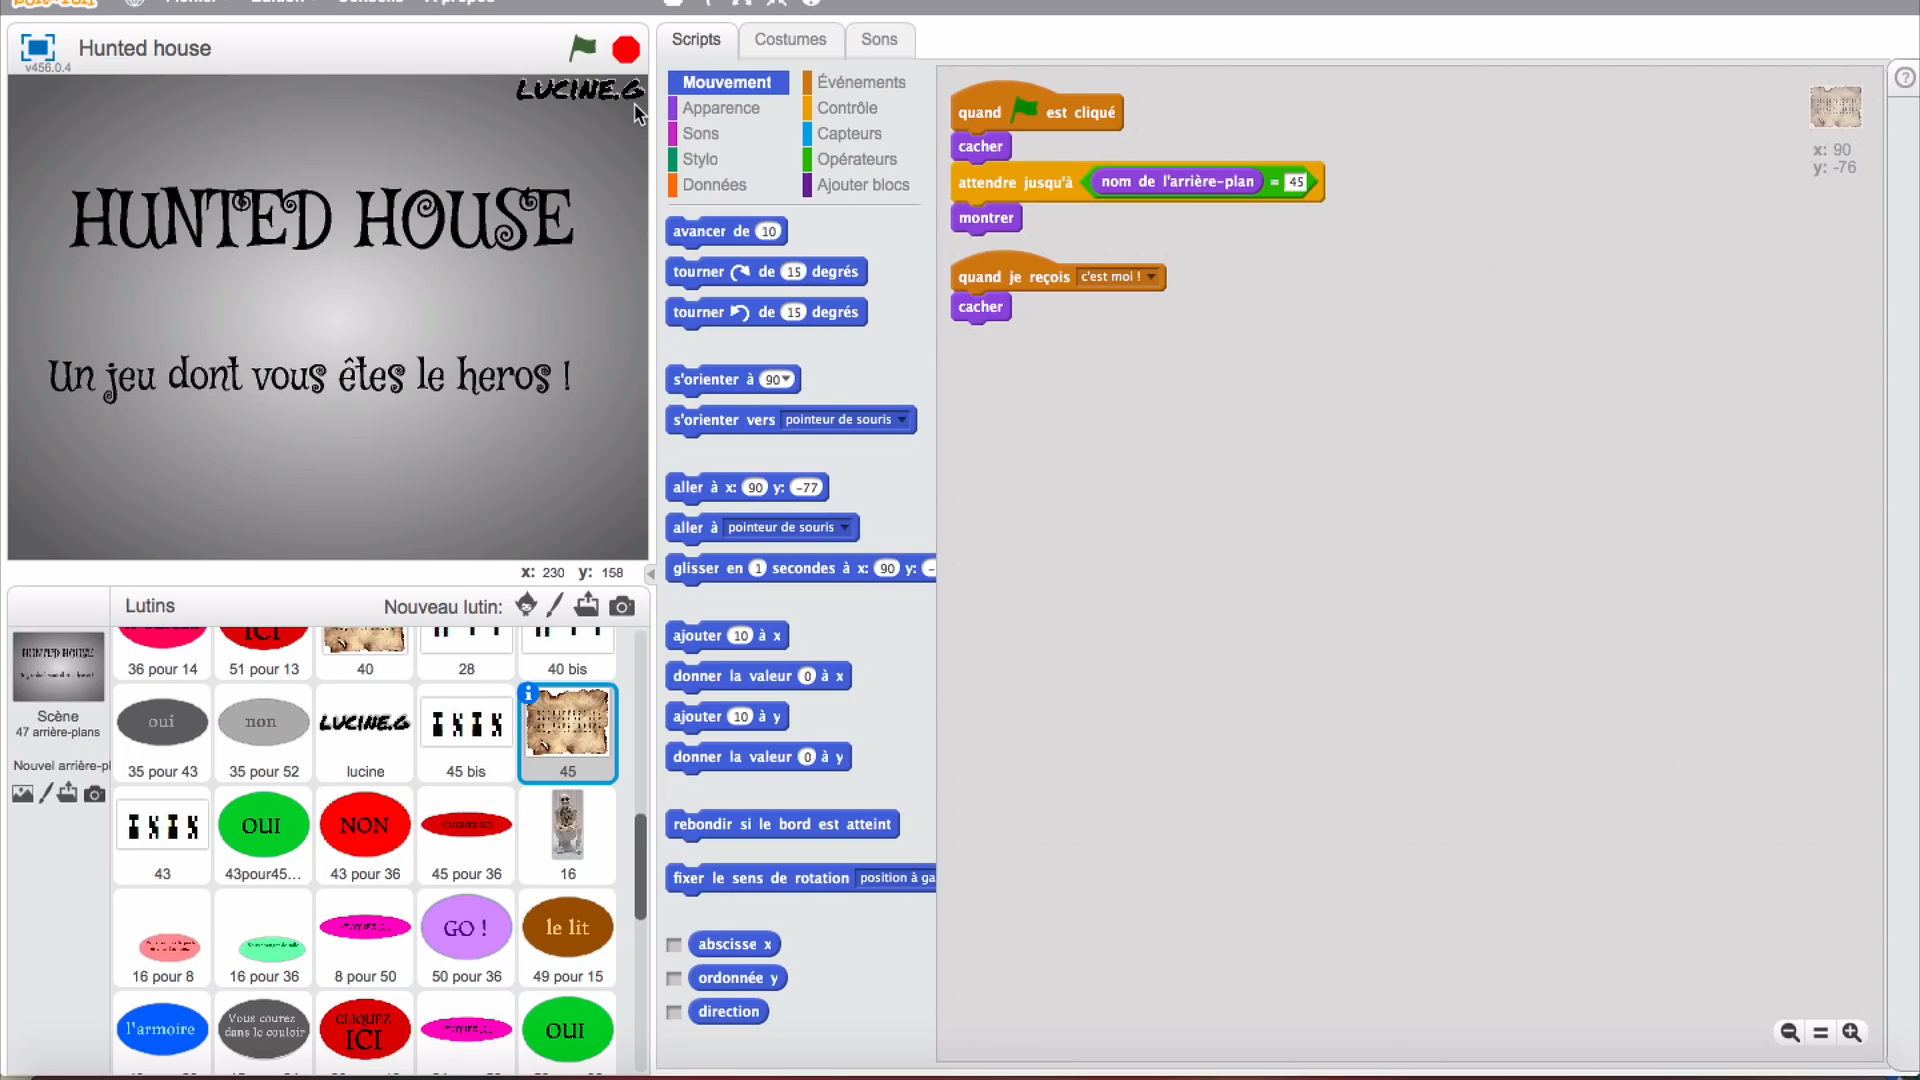 Hunted house
v456.0.4
LUCINE.G
HUNTED HOUSE
Un jeu dont vous êtes le heros !
x: 230 y: 158
Scripts
Costumes
Sons
Mouvement
Apparence
Sons
Stylo
Données
Événements
Contrôle
Capteurs
Opérateurs
Ajouter blocs
avancer de 10
tourner de 15 degrés
tourner de 15 degrés
s'orienter à 90
s'orienter vers pointeur de souris
aller à x: 90 y: -77
aller à pointeur de souris
glisser en 1 secondes à x: 90 y: -
ajouter 10 à x
donner la valeur 0 à x
ajouter 10 à y
donner la valeur 0 à y
rebondir si le bord est atteint
fixer le sens de rotation position à ga
abscisse x
ordonnée y
direction
quand est cliqué
cacher
attendre jusqu'à nom de l'arrière-plan = 45
montrer
quand je reçois c'est moi !
cacher
x: 90
y: -76
Lutins
Nouveau lutin:
HUNTED HOUSE
Scène
47 arrière-plans
Nouvel arrière-pl
ICI
36 pour 14
51 pour 13
40
28
40 bis
oui
non
LUCINE.G
35 pour 43
35 pour 52
lucine
45 bis
45
OUI
NON
43
43pour45...
43 pour 36
45 pour 36
16
GO !
le lit
16 pour 8
16 pour 36
8 pour 50
50 pour 36
49 pour 15
l'armoire
Vous courez
dans le couloir
CLIQUEZ
ICI
OUI